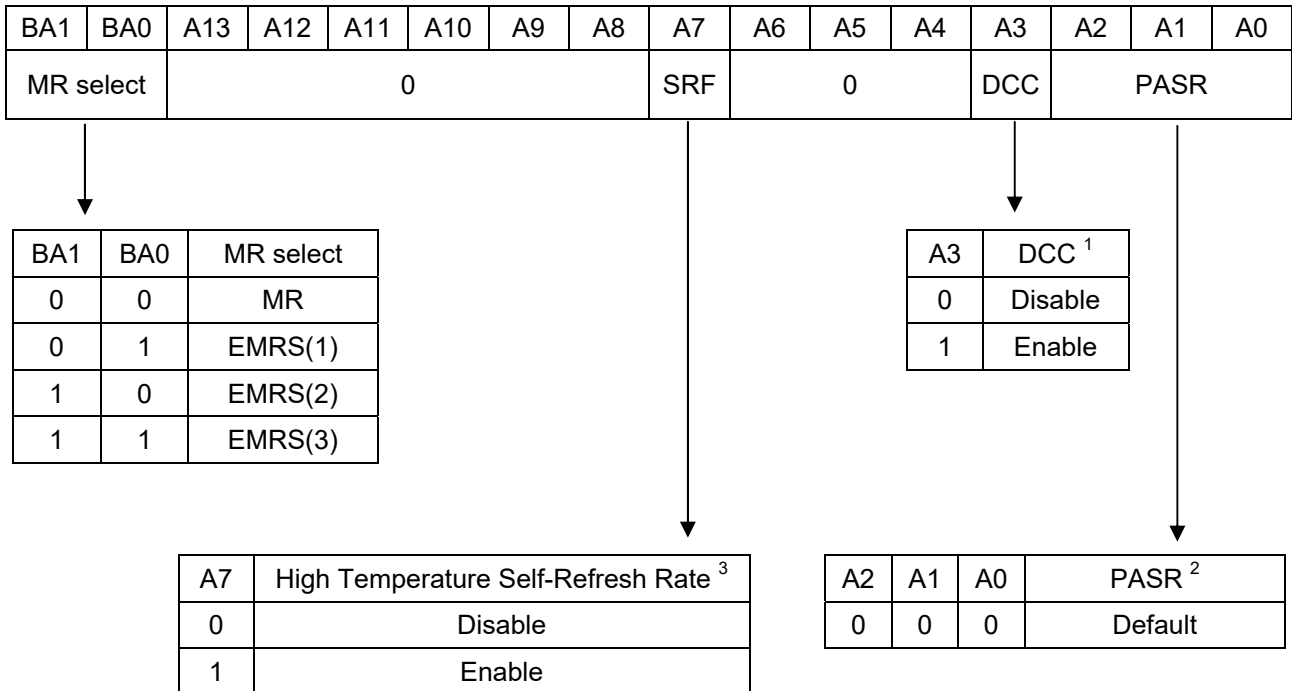 BA1 BA0 A13 A12 A11 A10 A9 A8 A7 A6 A5 A4 A3 A2 A1 A0
MR select 0 SRF 0 DCC PASR
BA1 BA0 MR select
0 0 MR
0 1 EMRS(1)
1 0 EMRS(2)
1 1 EMRS(3)
A3 DCC 1
0 Disable
1 Enable
A7 High Temperature Self-Refresh Rate 3
0 Disable
1 Enable
A2 A1 A0 PASR 2
0 0 0 Default